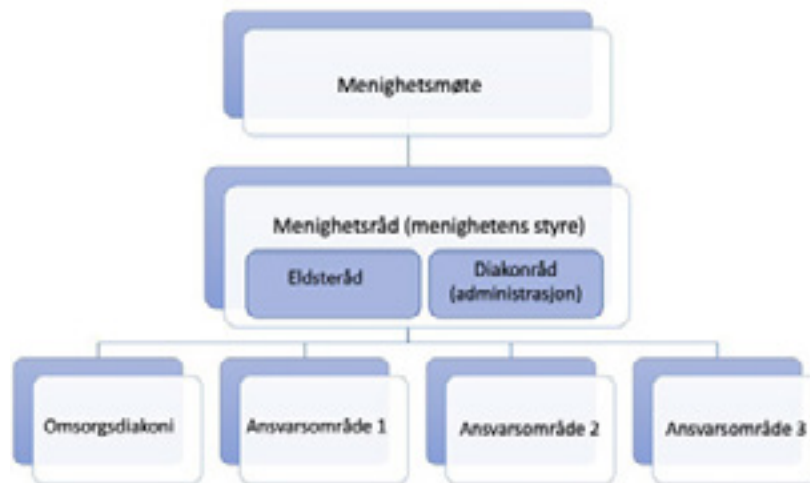 Menighetsmøte
Menighetsråd (menighetens styre)
Eldsteråd
Diakonråd
(administrasjon)
Omsorgsdiakoni
Ansvarsområde 1
Ansvarsområde 2
Ansvarsområde 3